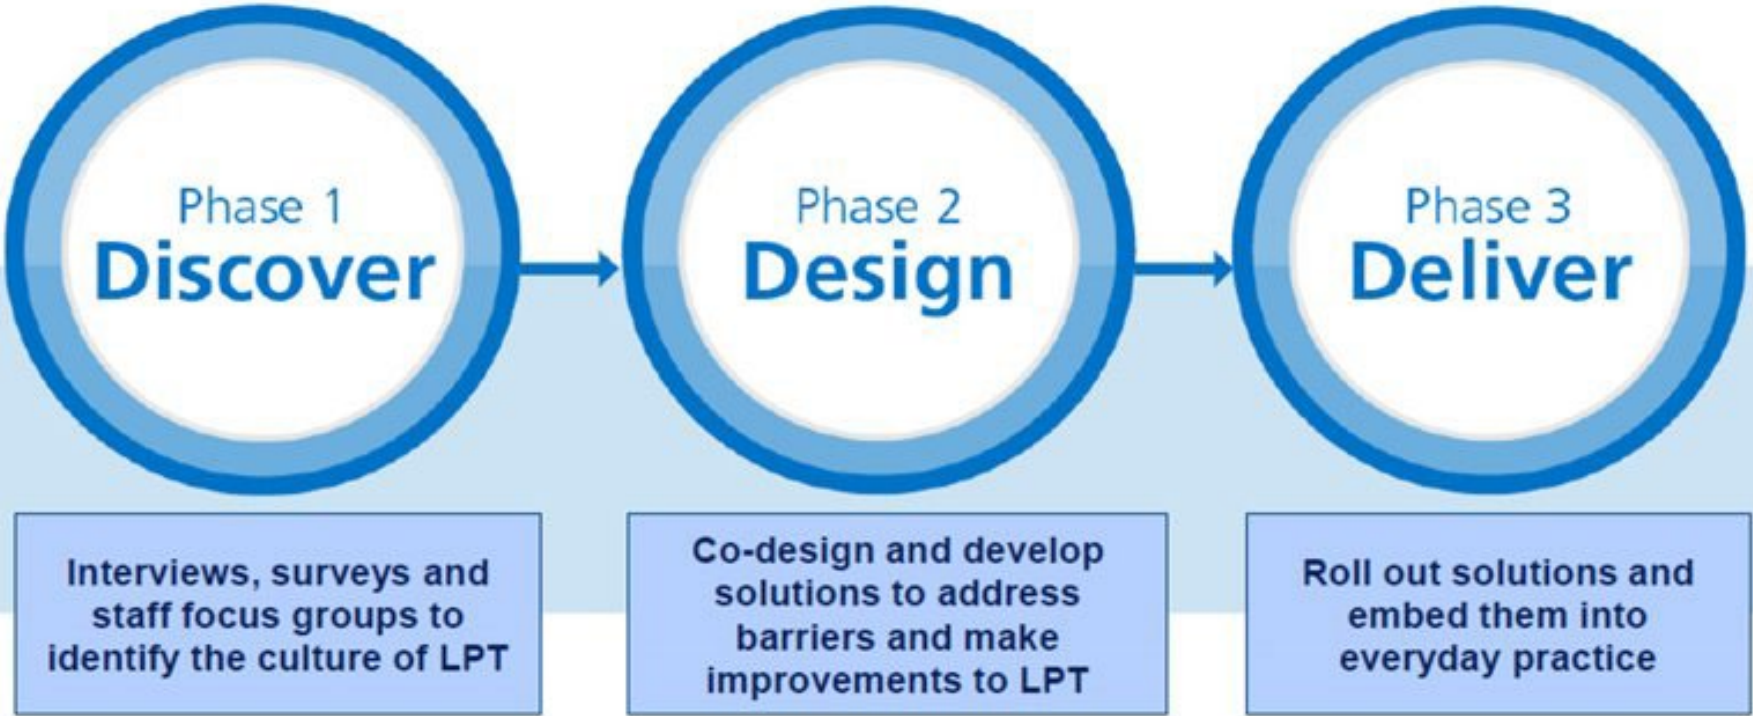 Phase 1
Discover
Phase 2
Design
Phase 3
Deliver
Interviews, surveys and
staff focus groups to
identify the culture of LPT
Co-design and develop
solutions to address
barriers and make
improvements to LPT
Roll out solutions and
embed them into
everyday practice